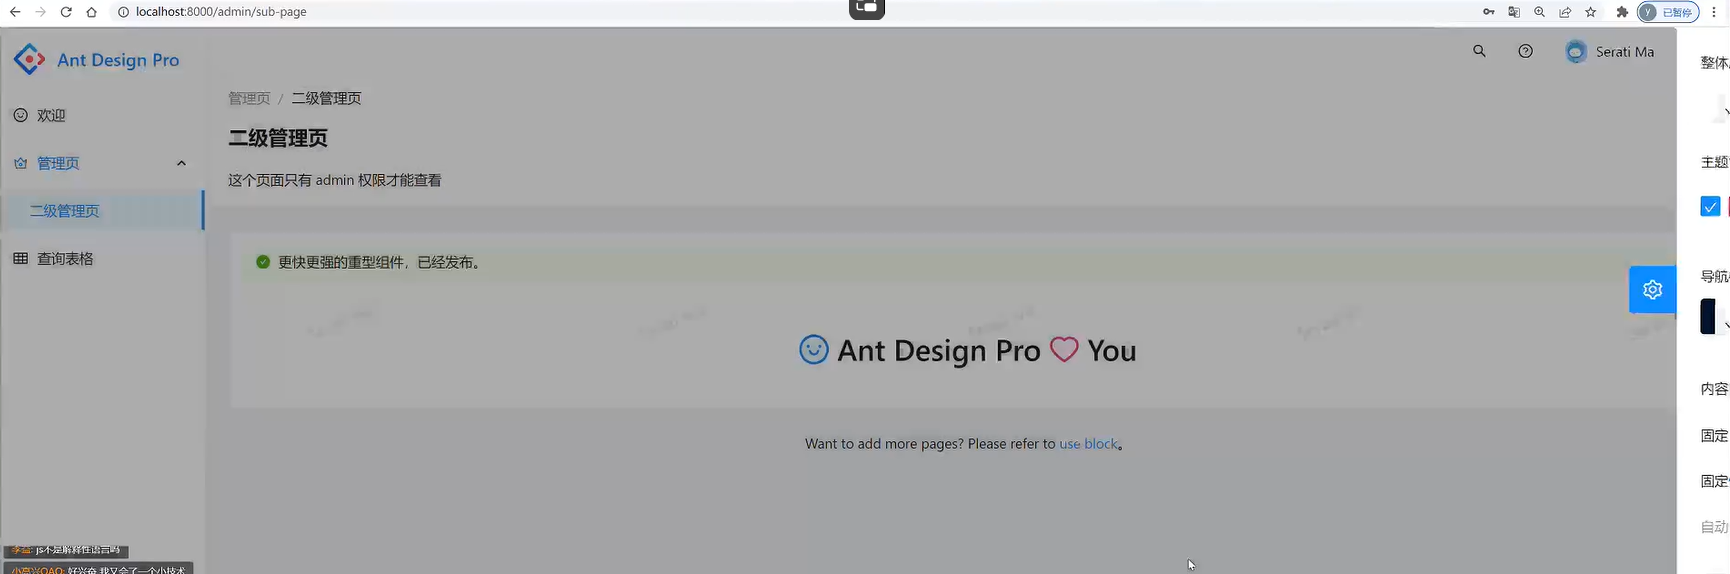 localhost:8000/admin/sub-page
y 已暂停
Ant Design Pro
Serati Ma
欢迎
管理页
二级管理页
查询表格
管理页 / 二级管理页
二级管理页
这个页面只有 admin 权限才能查看
更快更强的重型组件，已经发布。
Ant Design Pro You
Want to add more pages? Please refer to use block。
整体
主题
导航
内容
固定
固定
自动
js不是解释性语言吗
小高兴QAQ: 好兴奋 我又会了一个小技术